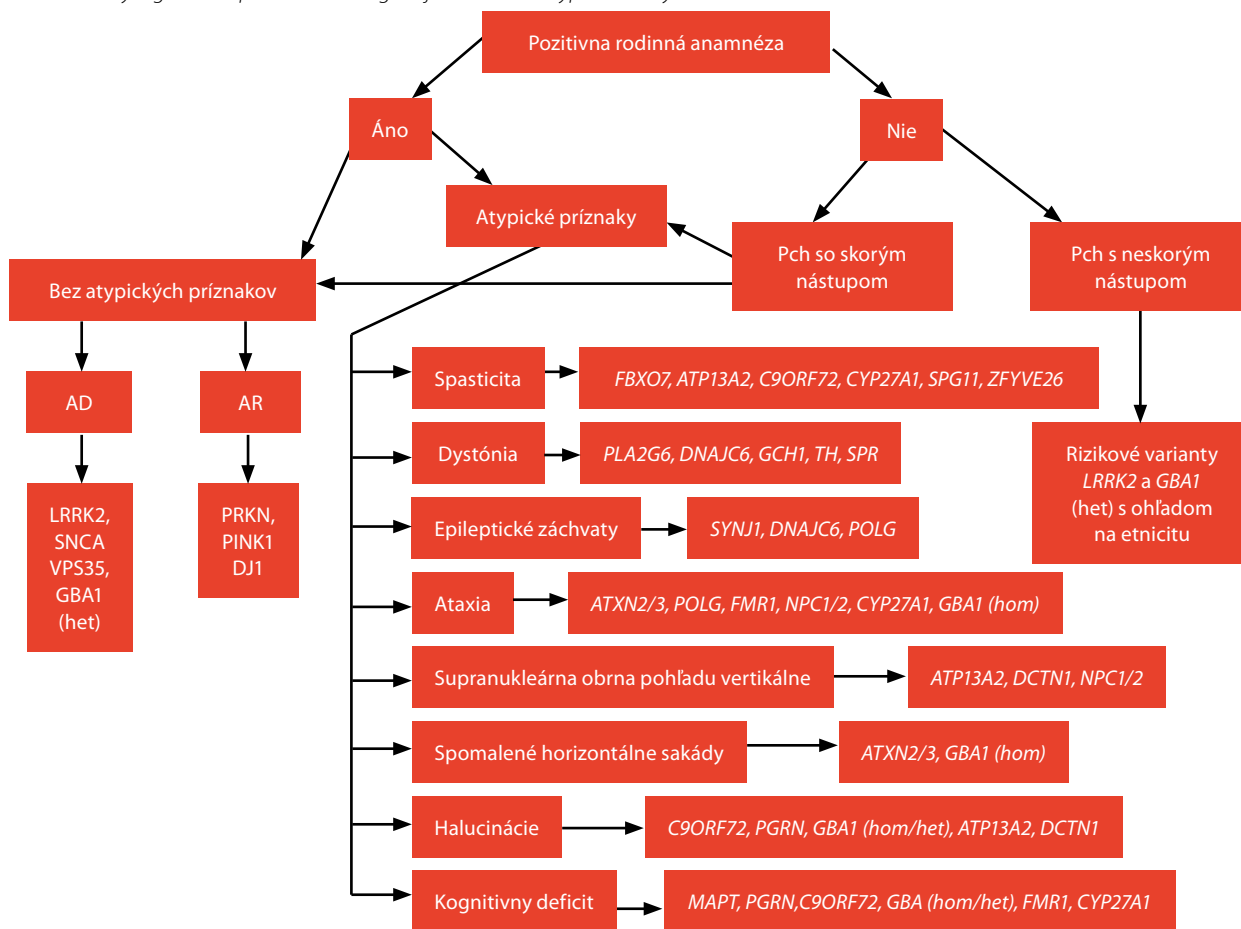 Pozitivna rodinná anamnéza
Áno
Nie
Atypické príznaky
Pch so skorým
nástupom
Pch s neskorým
nástupom
Bez atypických príznakov
AD
AR
LRRK2,
SNCA
VPS35,
GBA1
(het)
PRKN,
PINK1
DJ1
Spasticita
FBXO7, ATP13A2, C9ORF72, CYP27A1, SPG11, ZFYVE26
Dystónia
PLA2G6, DNAJC6, GCH1, TH, SPR
Epileptické záchvaty
SYNJ1, DNAJC6, POLG
Ataxia
ATXN2/3, POLG, FMR1, NPC1/2, CYP27A1, GBA1 (hom)
Supranukleárna obrna pohľadu vertikálne
ATP13A2, DCTN1, NPC1/2
Spomalené horizontálne sakády
ATXN2/3, GBA1 (hom)
Halucinácie
C9ORF72, PGRN, GBA1 (hom/het), ATP13A2, DCTN1
Kognitivny deficit
MAPT, PGRN,C9ORF72, GBA (hom/het), FMR1, CYP27A1
Rizikové varianty
LRRK2 a GBA1
(het) s ohľadom
na etnicitu